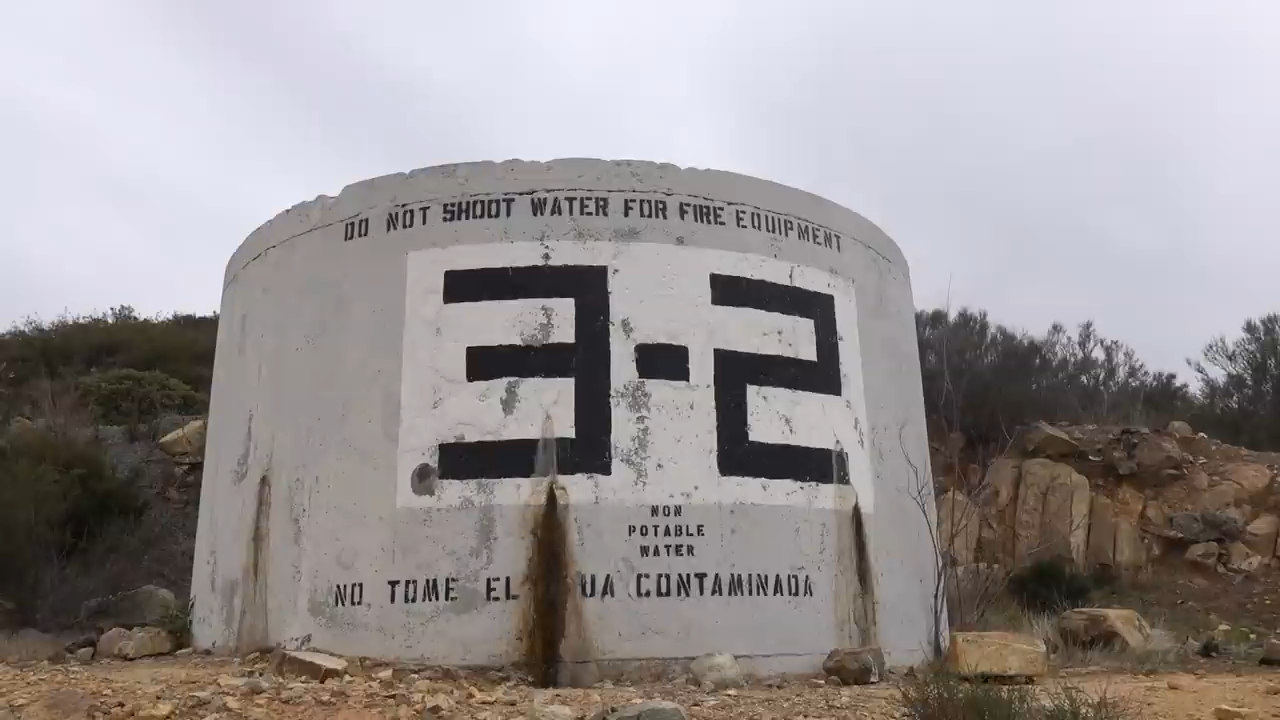 DO NOT SHOOT WATER FOR FIRE EQUIPMENT
3-2
NON
POTABLE
WATER
NO TOME EL UA CONTAMINADA